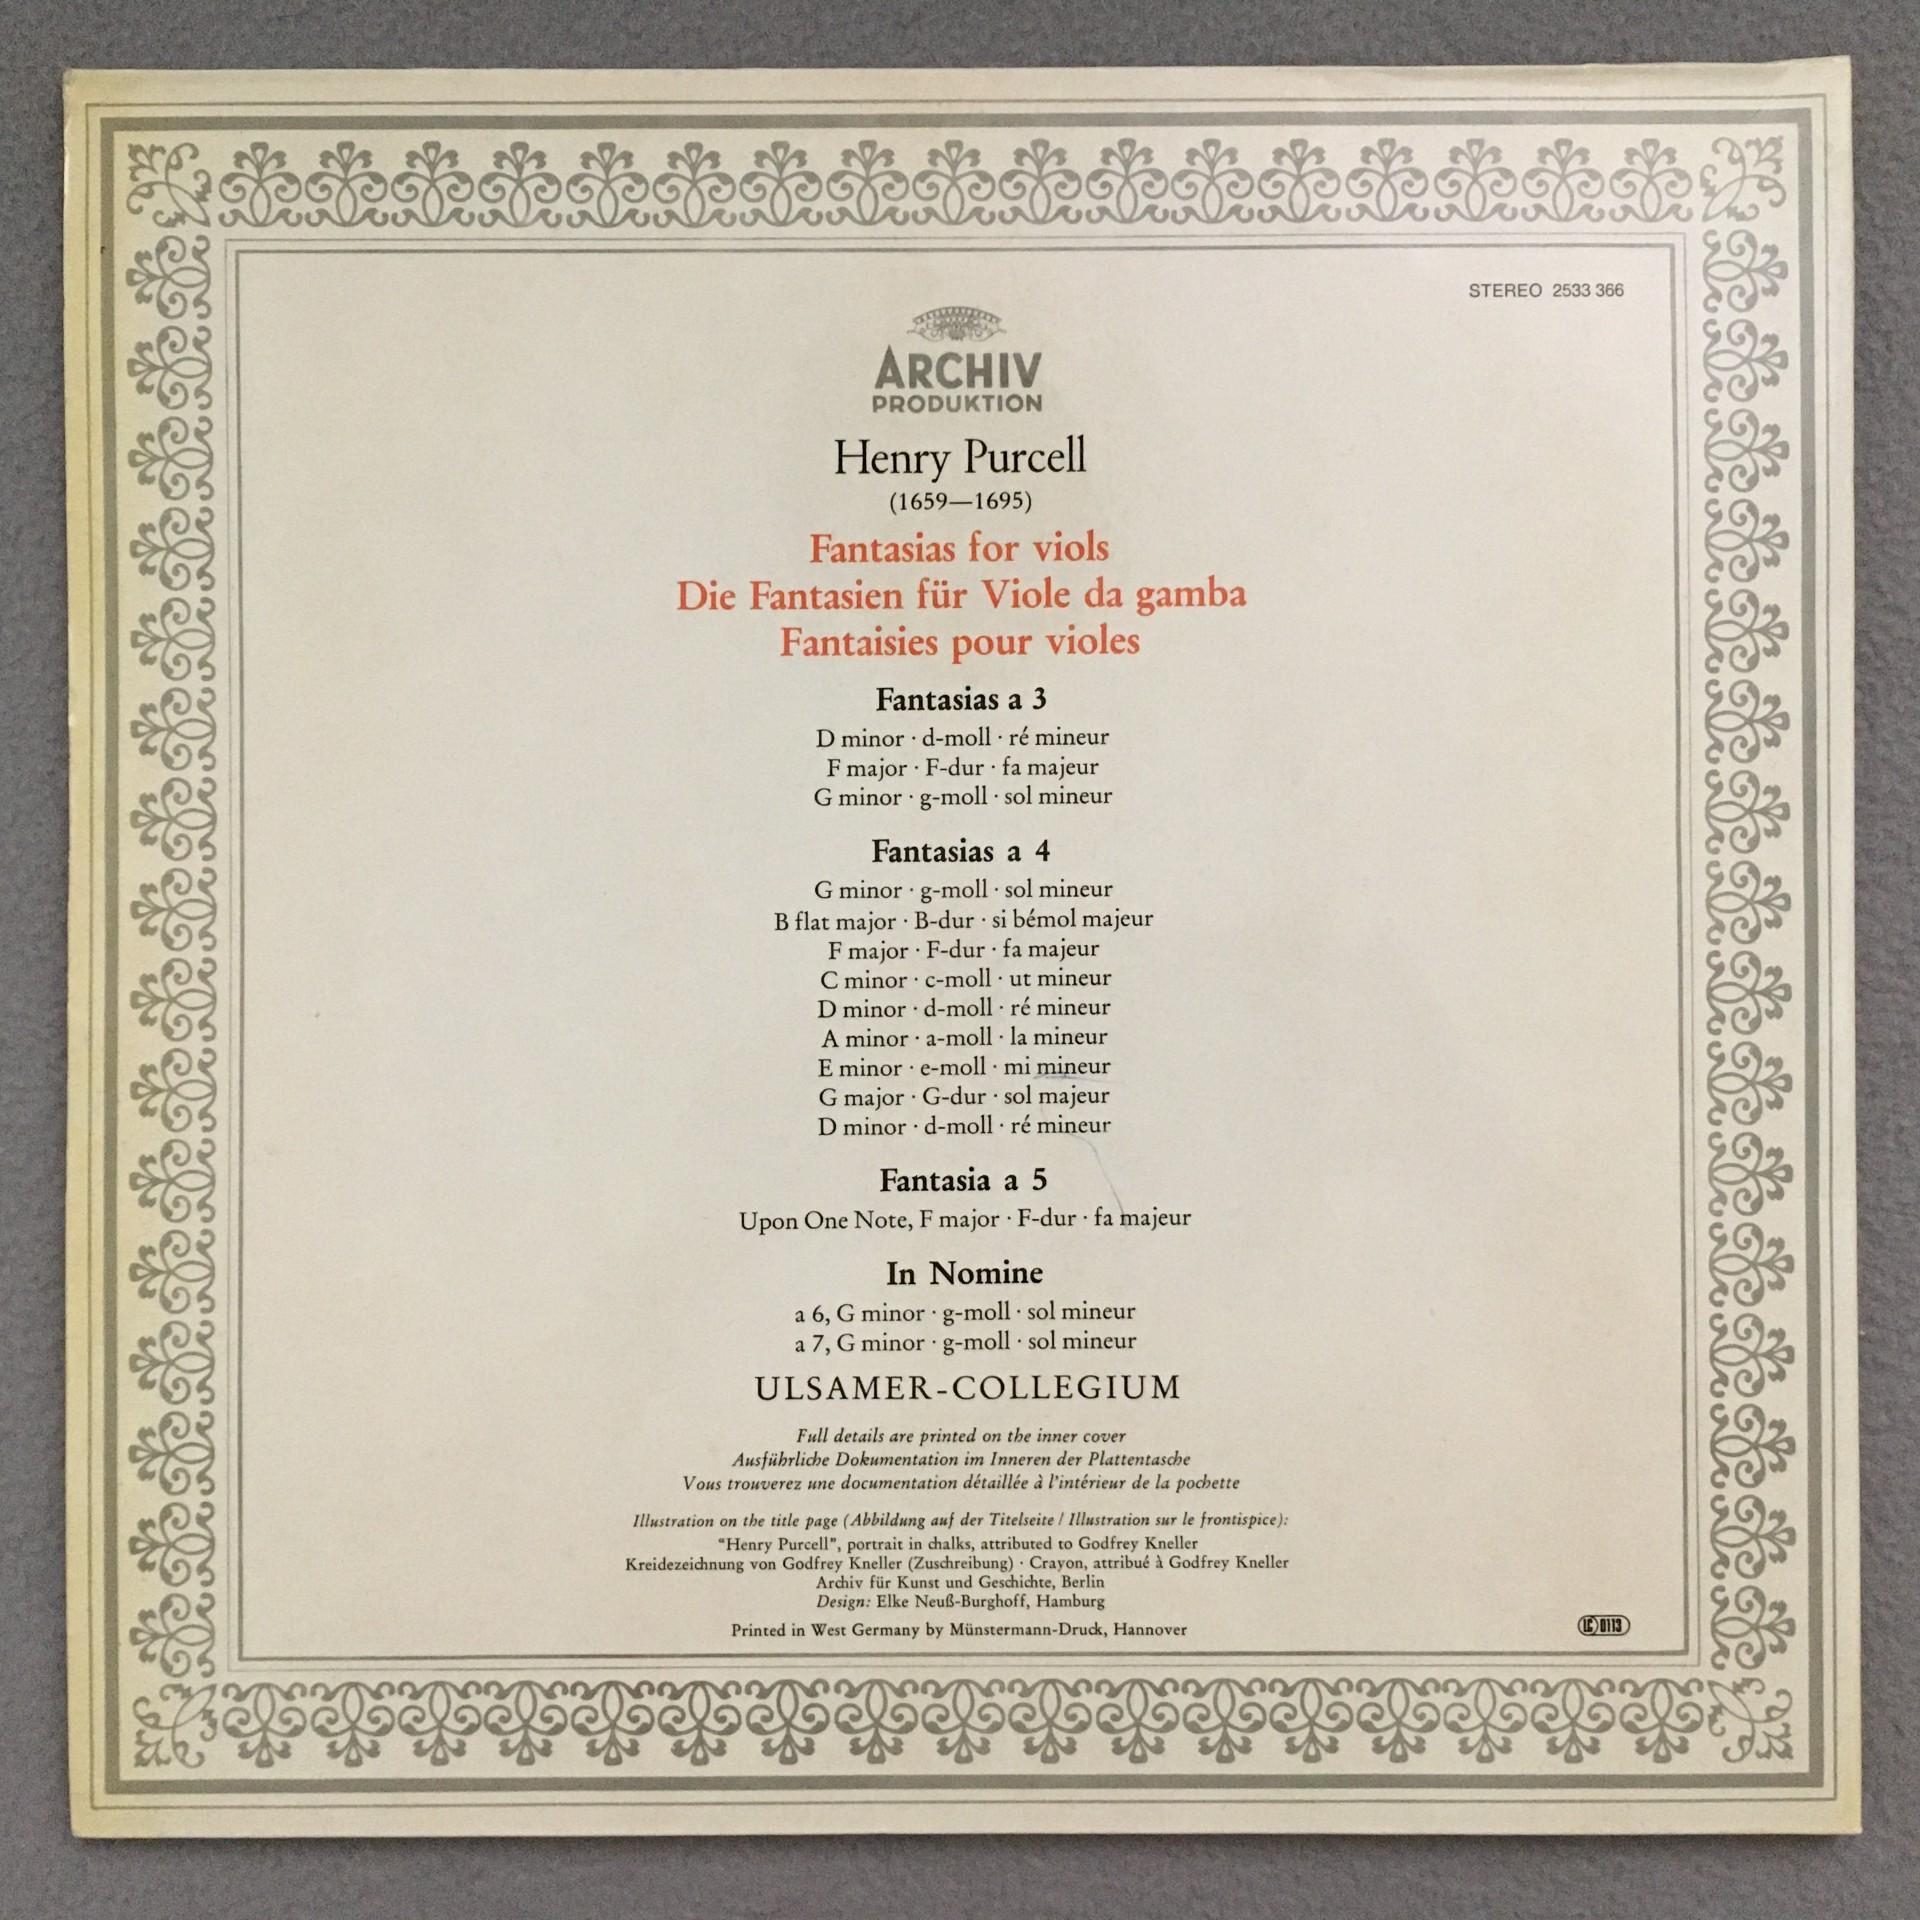 STEREO 2533 366
ARCHIV
PRODUKTION
Henry Purcell
(1659—1695)
Fantasias for viols
Die Fantasien für Viole da gamba
Fantaisies pour violes
Fantasias a 3
D minor · d-moll · ré mineur
F major · F-dur · fa majeur
G minor · g-moll · sol mineur
Fantasias a 4
G minor · g-moll · sol mineur
B flat major · B-dur · si bémol majeur
F major · F-dur · fa majeur
C minor · c-moll · ut mineur
D minor · d-moll · ré mineur
A minor · a-moll · la mineur
E minor · e-moll · mi mineur
G major · G-dur · sol majeur
D minor · d-moll · ré mineur
Fantasia a 5
Upon One Note, F major · F-dur · fa majeur
In Nomine
a 6, G minor · g-moll · sol mineur
a 7, G minor · g-moll · sol mineur
ULSAMER-COLLEGIUM
Full details are printed on the inner cover
Ausführliche Dokumentation im Inneren der Plattentasche
Vous trouverez une documentation détaillée à l'intérieur de la pochette
Illustration on the title page (Abbildung auf der Titelseite / Illustration sur le frontispice):
“Henry Purcell”, portrait in chalks, attributed to Godfrey Kneller
Kreidezeichnung von Godfrey Kneller (Zuschreibung) · Crayon, attribué à Godfrey Kneller
Archiv für Kunst und Geschichte, Berlin
Design: Elke Neuß-Burghoff, Hamburg
Printed in West Germany by Münstermann-Druck, Hannover
LC 0113